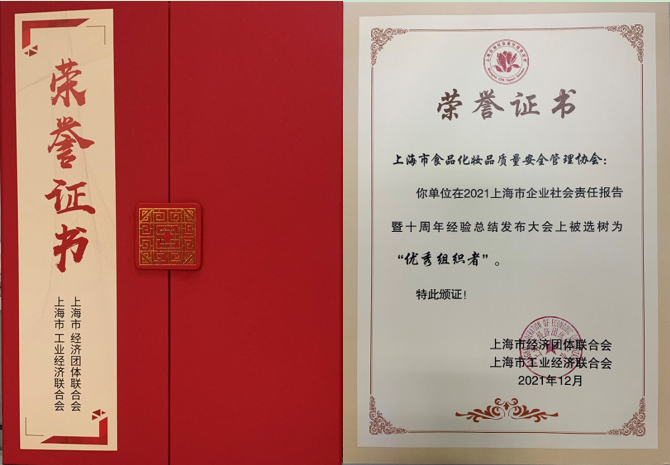 荣誉证书
上海市 经济团体联合会
上海市 工业经济联合会
荣誉证书
上海市食品化妆品质量安全管理协会：
你单位在2021上海市企业社会责任报告
暨十周年经验总结发布大会上被选树为
“优秀组织者”。
特此颁证！
上海市经济团体联合会
上海市工业经济联合会
2021年12月